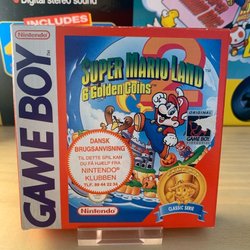 Digital stereo sound
INCLUDES
Nintendo
GAME BOY
SUPER MARIO LAND
2
6 Golden Coins
ORIGINAL
DANSK
BRUGSANVISNING
TIL DETTE SPIL KAN
DU FÅ HJÆLP FRA
NINTENDO®
KLUBBEN
Nintendo
CLASSIC SERIE